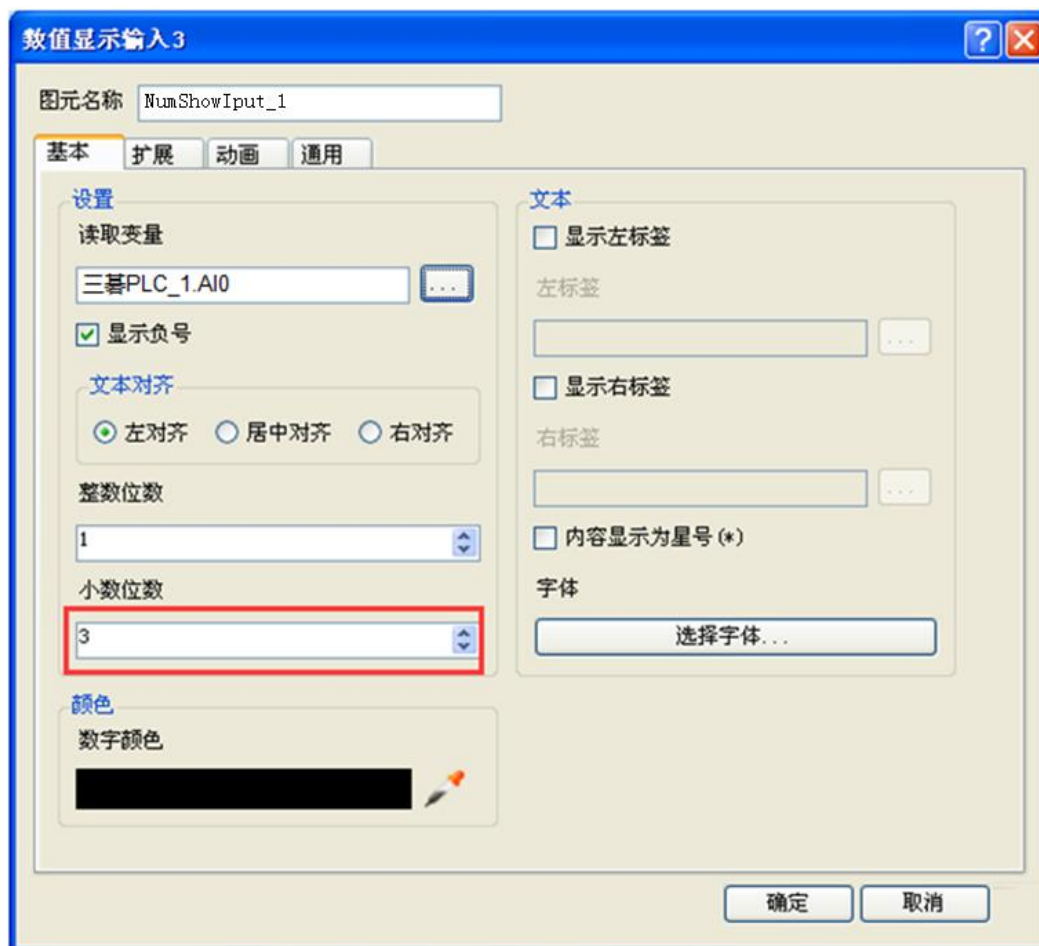 数值显示输入3
图元名称 NumShowIput_1
基本 扩展 动画 通用
设置
读取变量
三碁PLC_1.AI0 ...
显示负号
文本对齐
左对齐 居中对齐 右对齐
整数位数
1
小数位数
3
颜色
数字颜色
文本
显示左标签
左标签
...
显示右标签
右标签
...
内容显示为星号(*)
字体
选择字体...
确定 取消